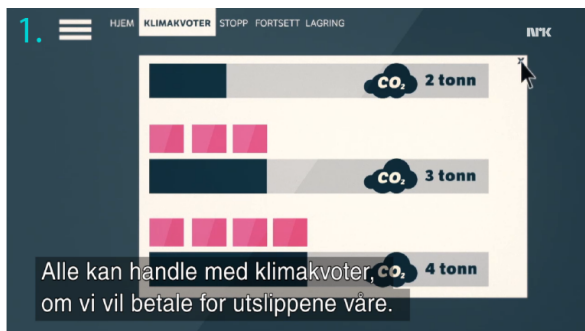 1.
HJEM KLIMAKVOTER STOPP FORTSETT LAGRING
NRK
x
CO₂ 2 tonn
CO₂ 3 tonn
CO₂ 4 tonn
Alle kan handle med klimakvoter,
om vi vil betale for utslippene våre.